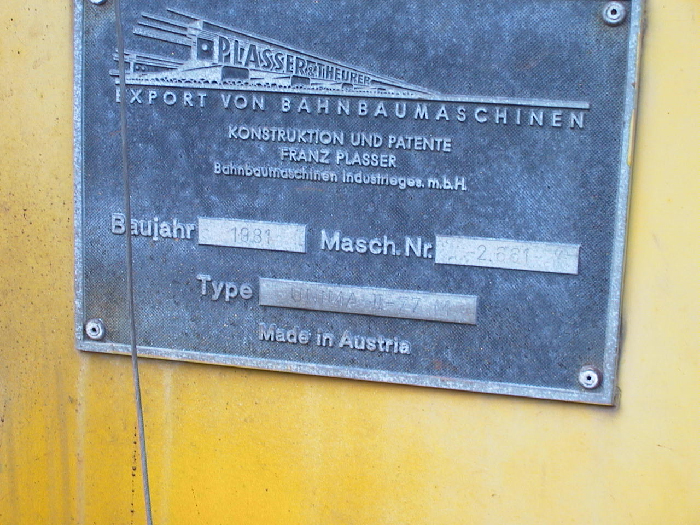 PLASSER & THEURER
EXPORT VON BAHNBAUMASCHINEN
KONSTRUKTION UND PATENTE
FRANZ PLASSER
Bahnbaumaschinen Industrieges. m.b.H.
Baujahr 1981 Masch. Nr.
Type
Made in Austria